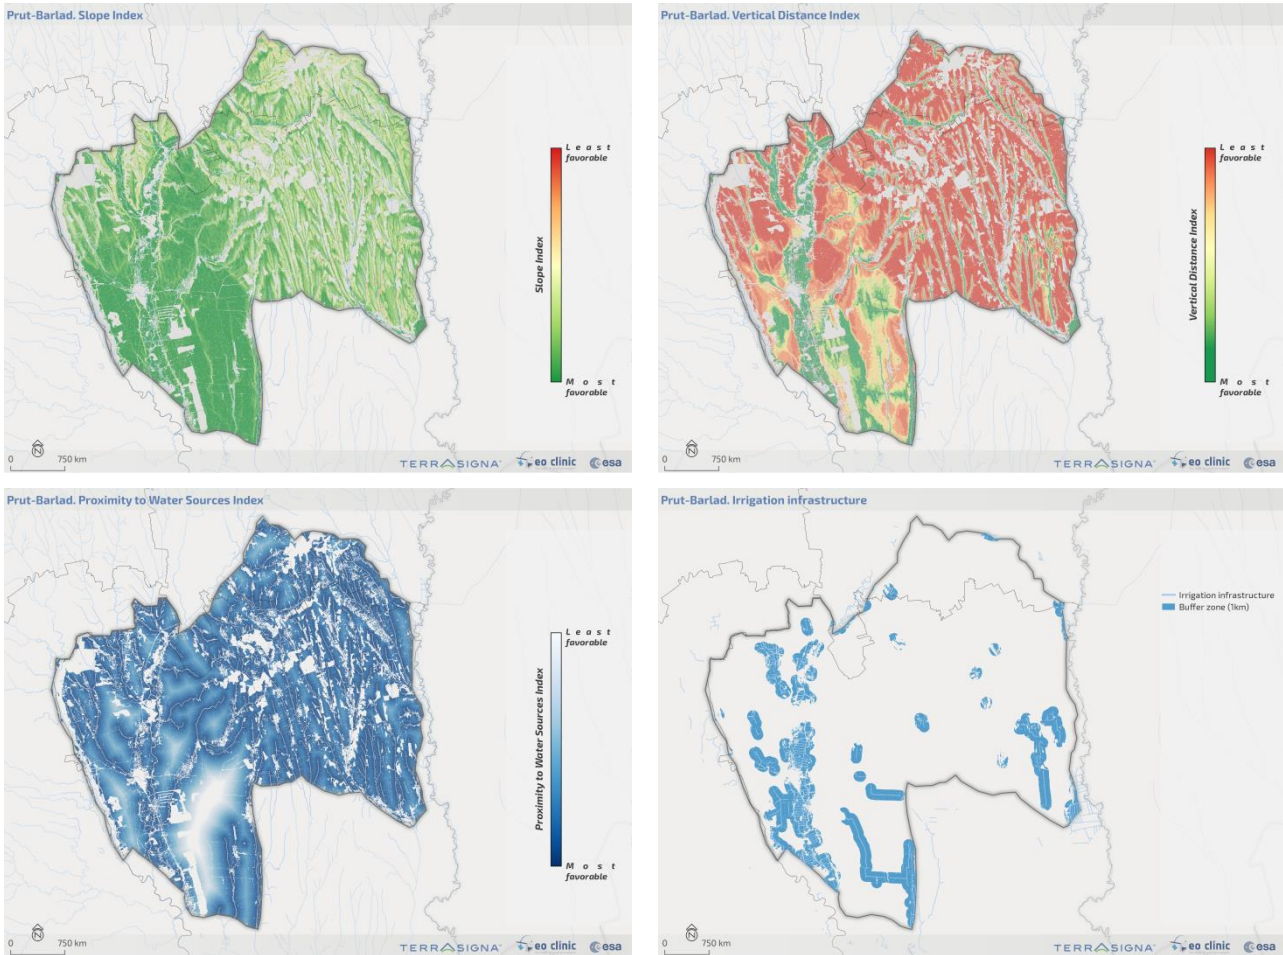 Prut-Barlad. Slope Index
Least
favorable
Slope Index
Most
favorable
N
0 750 km
TERRASIGNA
eo clinic
esa
Prut-Barlad. Vertical Distance Index
Least
favorable
Vertical Distance Index
Most
favorable
N
0 750 km
TERRASIGNA
eo clinic
esa
Prut-Barlad. Proximity to Water Sources Index
Least
favorable
Proximity to Water Sources Index
Most
favorable
N
0 750 km
TERRASIGNA
eo clinic
esa
Prut-Barlad. Irrigation infrastructure
Irrigation infrastructure
Buffer zone (1km)
N
0 750 km
TERRASIGNA
eo clinic
esa